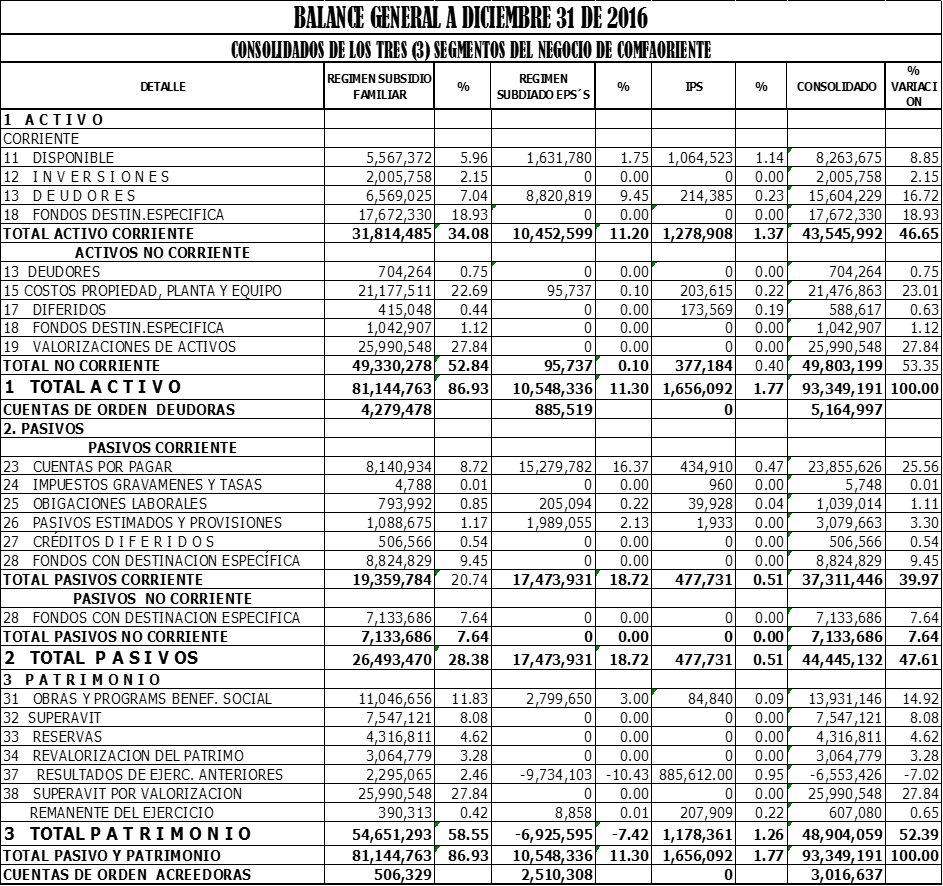 BALANCE GENERAL A DICIEMBRE 31 DE 2016
CONSOLIDADOS DE LOS TRES (3) SEGMENTOS DEL NEGOCIO DE COMFAORIENTE
DETALLE REGIMEN SUBSIDIO FAMILIAR % REGIMEN SUBDIADO EPS´S % IPS % CONSOLIDADO % VARIACI ON
1 A C T I V O
CORRIENTE
11 DISPONIBLE 5,567,372 5.96 1,631,780 1.75 1,064,523 1.14 8,263,675 8.85
12 I N V E R S I O N E S 2,005,758 2.15 0 0.00 0 0.00 2,005,758 2.15
13 D E U D O R E S 6,569,025 7.04 8,820,819 9.45 214,385 0.23 15,604,229 16.72
18 FONDOS DESTIN.ESPECIFICA 17,672,330 18.93 0 0.00 0 0.00 17,672,330 18.93
TOTAL ACTIVO CORRIENTE 31,814,485 34.08 10,452,599 11.20 1,278,908 1.37 43,545,992 46.65
ACTIVOS NO CORRIENTE
13 DEUDORES 704,264 0.75 0 0.00 0 0.00 704,264 0.75
15 COSTOS PROPIEDAD, PLANTA Y EQUIPO 21,177,511 22.69 95,737 0.10 203,615 0.22 21,476,863 23.01
17 DIFERIDOS 415,048 0.44 0 0.00 173,569 0.19 588,617 0.63
18 FONDOS DESTIN.ESPECIFICA 1,042,907 1.12 0 0.00 0 0.00 1,042,907 1.12
19 VALORIZACIONES DE ACTIVOS 25,990,548 27.84 0 0.00 0 0.00 25,990,548 27.84
TOTAL NO CORRIENTE 49,330,278 52.84 95,737 0.10 377,184 0.40 49,803,199 53.35
1 TOTAL A C T I V O 81,144,763 86.93 10,548,336 11.30 1,656,092 1.77 93,349,191 100.00
CUENTAS DE ORDEN DEUDORAS 4,279,478 885,519 0 5,164,997
2. PASIVOS
PASIVOS CORRIENTE
23 CUENTAS POR PAGAR 8,140,934 8.72 15,279,782 16.37 434,910 0.47 23,855,626 25.56
24 IMPUESTOS GRAVAMENES Y TASAS 4,788 0.01 0 0.00 960 0.00 5,748 0.01
25 OBIGACIONES LABORALES 793,992 0.85 205,094 0.22 39,928 0.04 1,039,014 1.11
26 PASIVOS ESTIMADOS Y PROVISIONES 1,088,675 1.17 1,989,055 2.13 1,933 0.00 3,079,663 3.30
27 CRÉDITOS D I F E R I D O S 506,566 0.54 0 0.00 0 0.00 506,566 0.54
28 FONDOS CON DESTINACION ESPECÍFICA 8,824,829 9.45 0 0.00 0 0.00 8,824,829 9.45
TOTAL PASIVOS CORRIENTE 19,359,784 20.74 17,473,931 18.72 477,731 0.51 37,311,446 39.97
PASIVOS NO CORRIENTE
28 FONDOS CON DESTINACION ESPECIFICA 7,133,686 7.64 0 0.00 0 0.00 7,133,686 7.64
TOTAL PASIVOS NO CORRIENTE 7,133,686 7.64 0 0.00 0 0.00 7,133,686 7.64
2 TOTAL P A S I V O S 26,493,470 28.38 17,473,931 18.72 477,731 0.51 44,445,132 47.61
3 P A T R I M O N I O
31 OBRAS Y PROGRAMS BENEF. SOCIAL 11,046,656 11.83 2,799,650 3.00 84,840 0.09 13,931,146 14.92
32 SUPERAVIT 7,547,121 8.08 0 0.00 0 0.00 7,547,121 8.08
33 RESERVAS 4,316,811 4.62 0 0.00 0 0.00 4,316,811 4.62
34 REVALORIZACION DEL PATRIMO 3,064,779 3.28 0 0.00 0 0.00 3,064,779 3.28
37 RESULTADOS DE EJERC. ANTERIORES 2,295,065 2.46 -9,734,103 -10.43 885,612.00 0.95 -6,553,426 -7.02
38 SUPERAVIT POR VALORIZACION 25,990,548 27.84 0 0.00 0 0.00 25,990,548 27.84
REMANENTE DEL EJERCICIO 390,313 0.42 8,858 0.01 207,909 0.22 607,080 0.65
3 TOTAL P A T R I M O N I O 54,651,293 58.55 -6,925,595 -7.42 1,178,361 1.26 48,904,059 52.39
TOTAL PASIVO Y PATRIMONIO 81,144,763 86.93 10,548,336 11.30 1,656,092 1.77 93,349,191 100.00
CUENTAS DE ORDEN ACREEDORAS 506,329 2,510,308 0 3,016,637